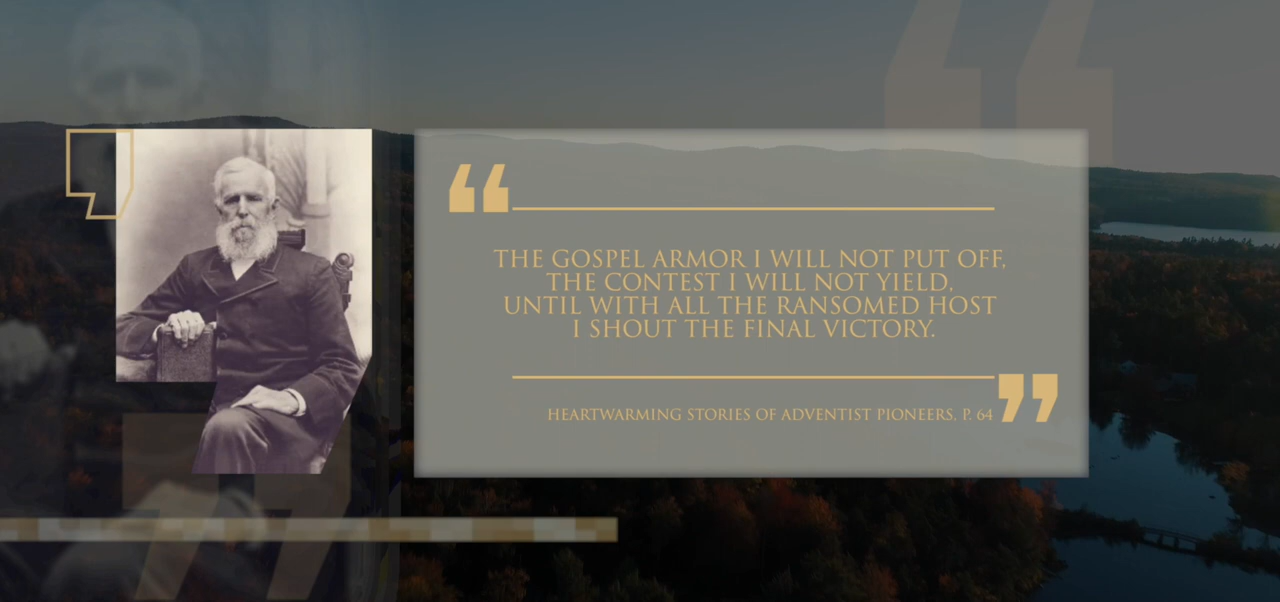 THE GOSPEL ARMOR I WILL NOT PUT OFF,
THE CONTEST I WILL NOT YIELD,
UNTIL WITH ALL THE RANSOMED HOST
I SHOUT THE FINAL VICTORY.
HEARTWARMING STORIES OF ADVENTIST PIONEERS, P. 64